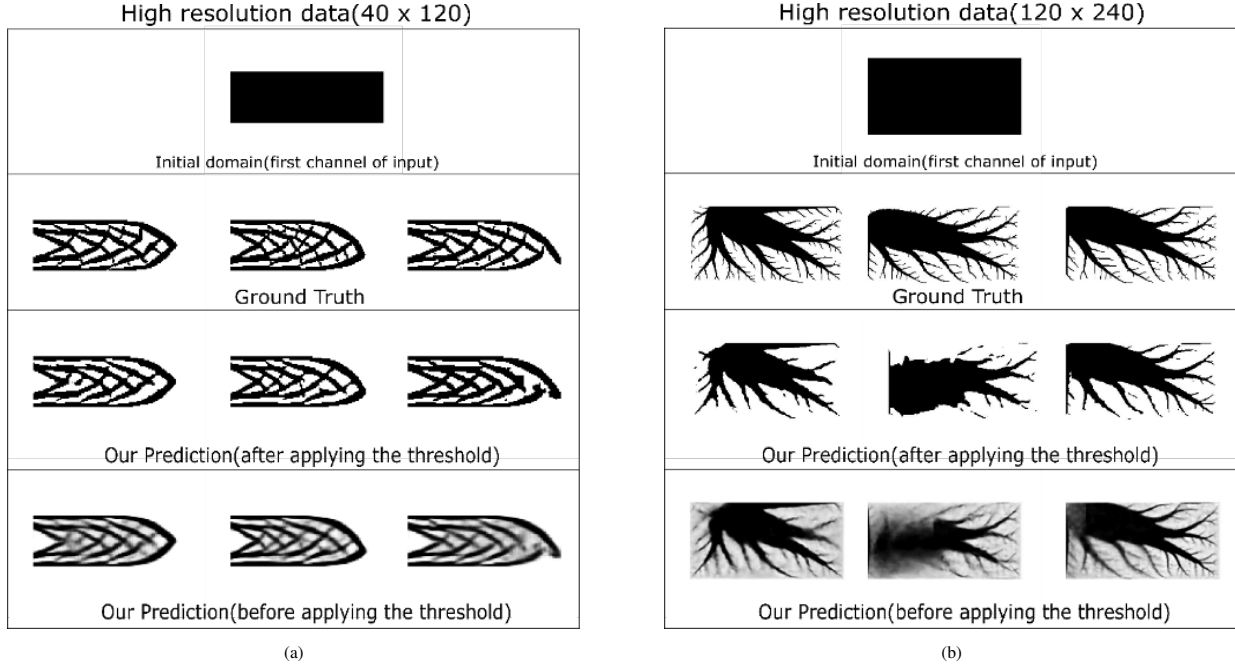 High resolution data(40 x 120)
Initial domain(first channel of input)
Ground Truth
Our Prediction(after applying the threshold)
Our Prediction(before applying the threshold)
(a)
High resolution data(120 x 240)
Initial domain(first channel of input)
Ground Truth
Our Prediction(after applying the threshold)
Our Prediction(before applying the threshold)
(b)